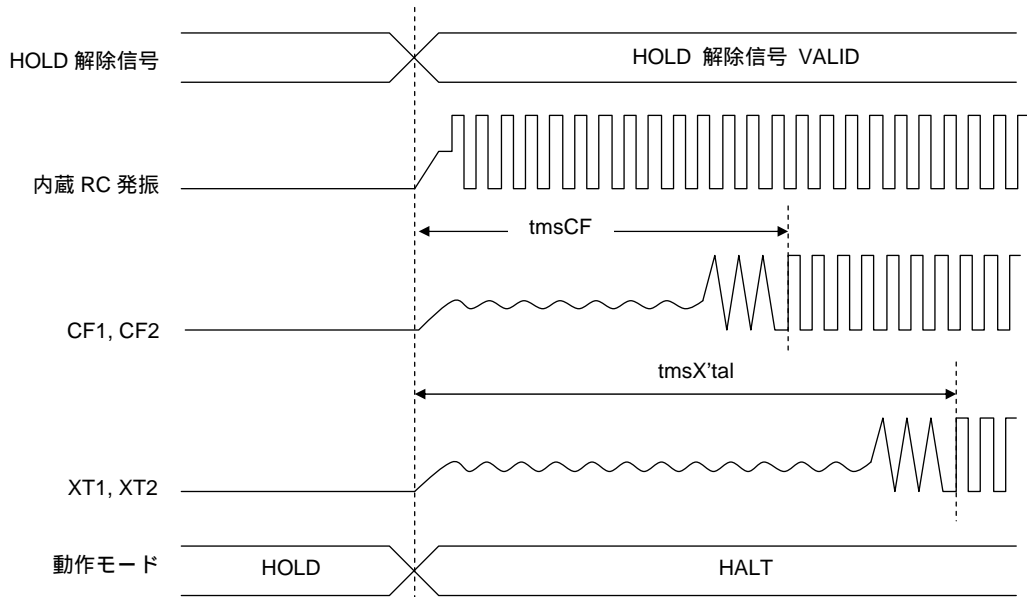 HOLD 解除信号
HOLD 解除信号 VALID
内蔵 RC 発振
tmsCF
CF1, CF2
tmsX'tal
XT1, XT2
動作モード
HOLD
HALT